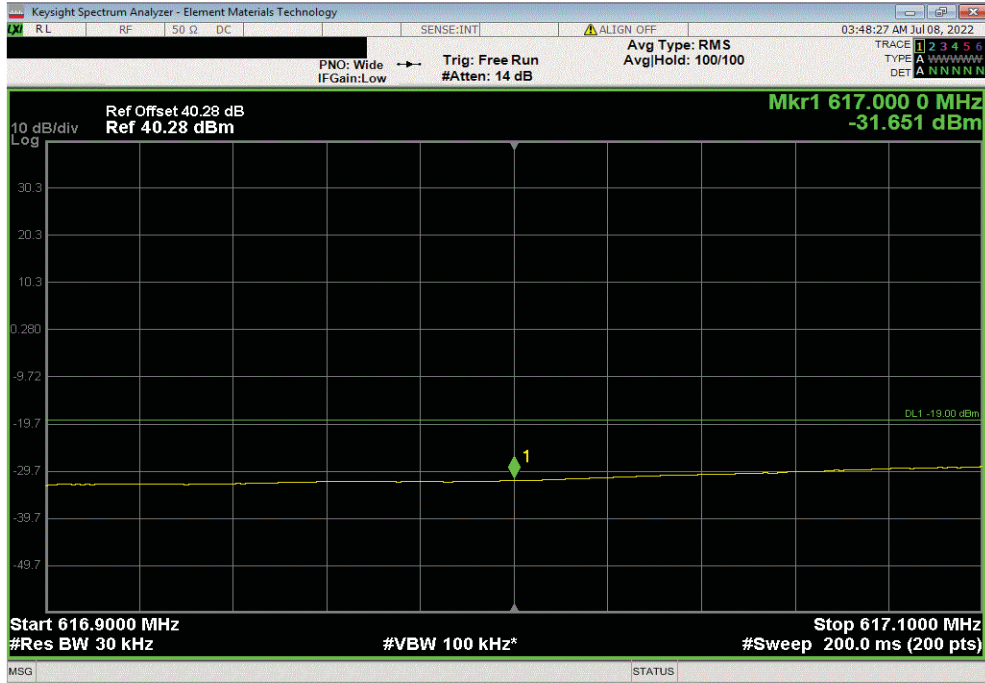 Keysight Spectrum Analyzer - Element Materials Technology
LXI RL RF 50 Ω DC SENSE:INT ALIGN OFF 03:48:27 AM Jul 08, 2022
PNO: Wide Trig: Free Run Avg Type: RMS TRACE 1 2 3 4 5 6
IFGain:Low #Atten: 14 dB Avg|Hold: 100/100 TYPE A WWWWW
DET A N N N N N
Mkr1 617.000 0 MHz
-31.651 dBm
Ref Offset 40.28 dB
10 dB/div Ref 40.28 dBm
Log
30.3
20.3
10.3
0.280
-9.72
DL1 -19.00 dBm
-19.7
1
-29.7
-39.7
-49.7
Start 616.9000 MHz Stop 617.1000 MHz
#Res BW 30 kHz #VBW 100 kHz* #Sweep 200.0 ms (200 pts)
MSG STATUS